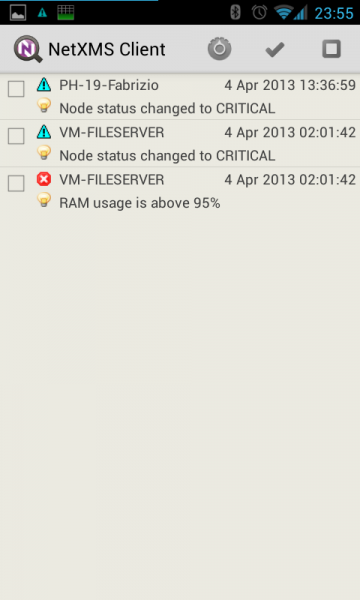 23:55
NetXMS Client
PH-19-Fabrizio 4 Apr 2013 13:36:59
Node status changed to CRITICAL
VM-FILESERVER 4 Apr 2013 02:01:42
Node status changed to CRITICAL
VM-FILESERVER 4 Apr 2013 02:01:42
RAM usage is above 95%